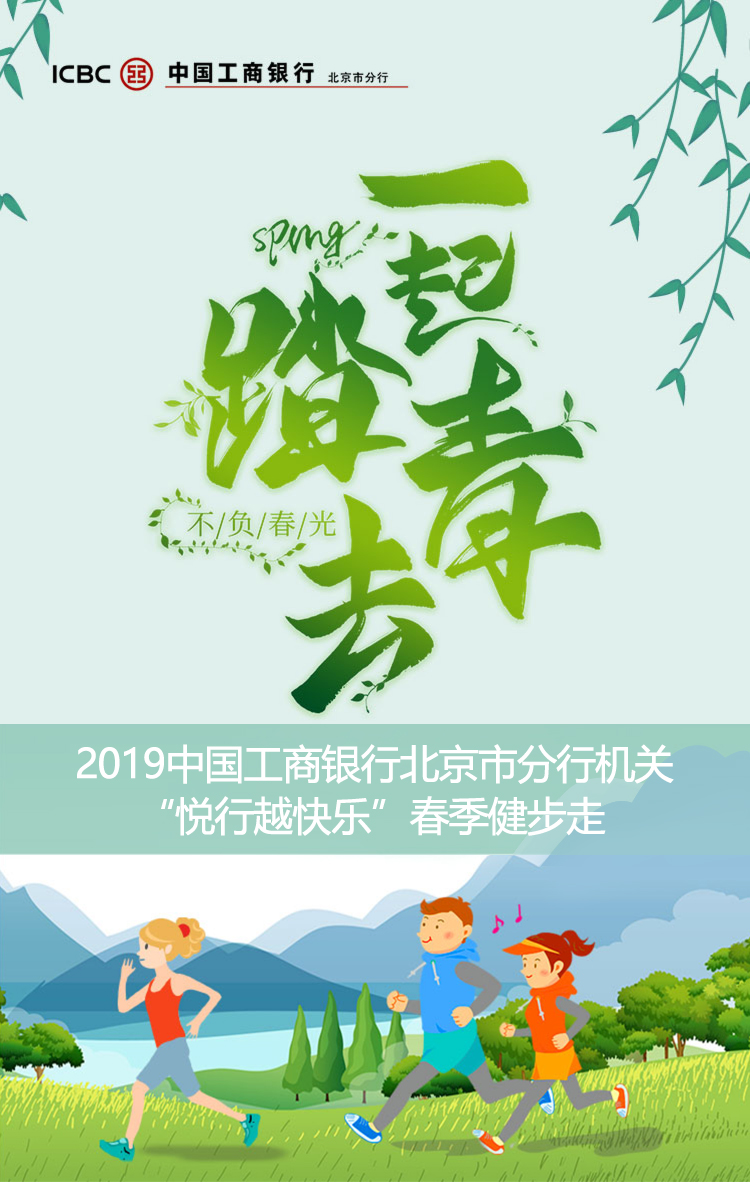 ICBC 中国工商银行 北京市分行
spring
一起
踏青
去
不/负/春/光
2019中国工商银行北京市分行机关
“悦行越快乐”春季健步走